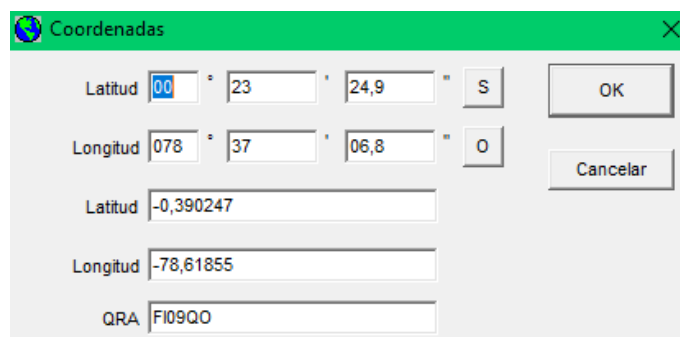 Coordenadas
Latitud 00 ° 23 ' 24,9 " S OK
Longitud 078 ° 37 ' 06,8 " O
Cancelar
Latitud -0,390247
Longitud -78,61855
QRA FI09QO